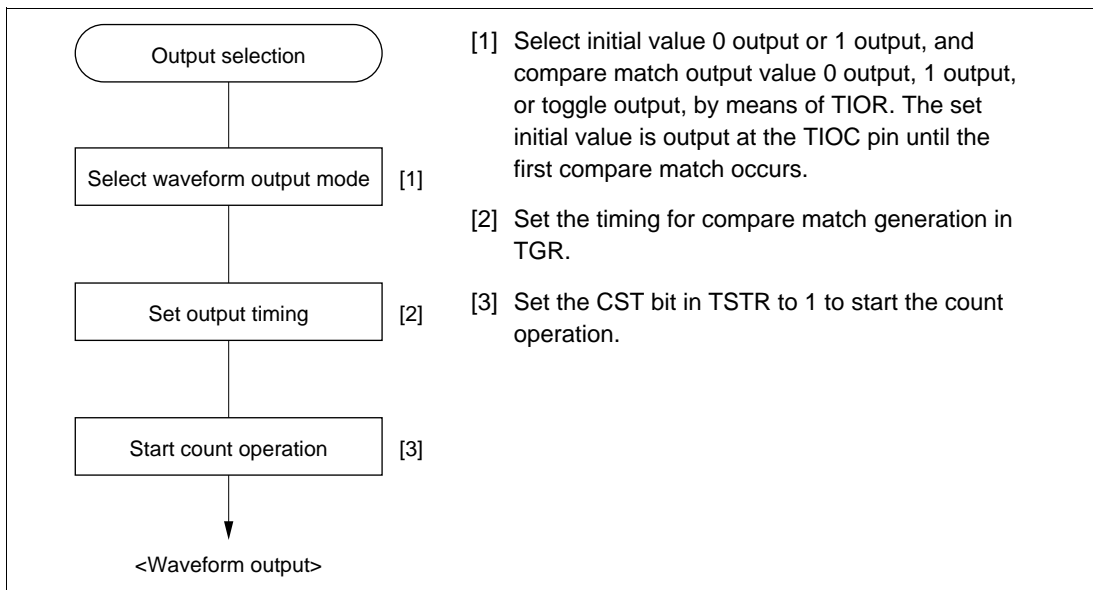 Output selection
Select waveform output mode [1]
Set output timing [2]
Start count operation [3]
<Waveform output>
[1] Select initial value 0 output or 1 output, and
compare match output value 0 output, 1 output,
or toggle output, by means of TIOR. The set
initial value is output at the TIOC pin until the
first compare match occurs.
[2] Set the timing for compare match generation in
TGR.
[3] Set the CST bit in TSTR to 1 to start the count
operation.